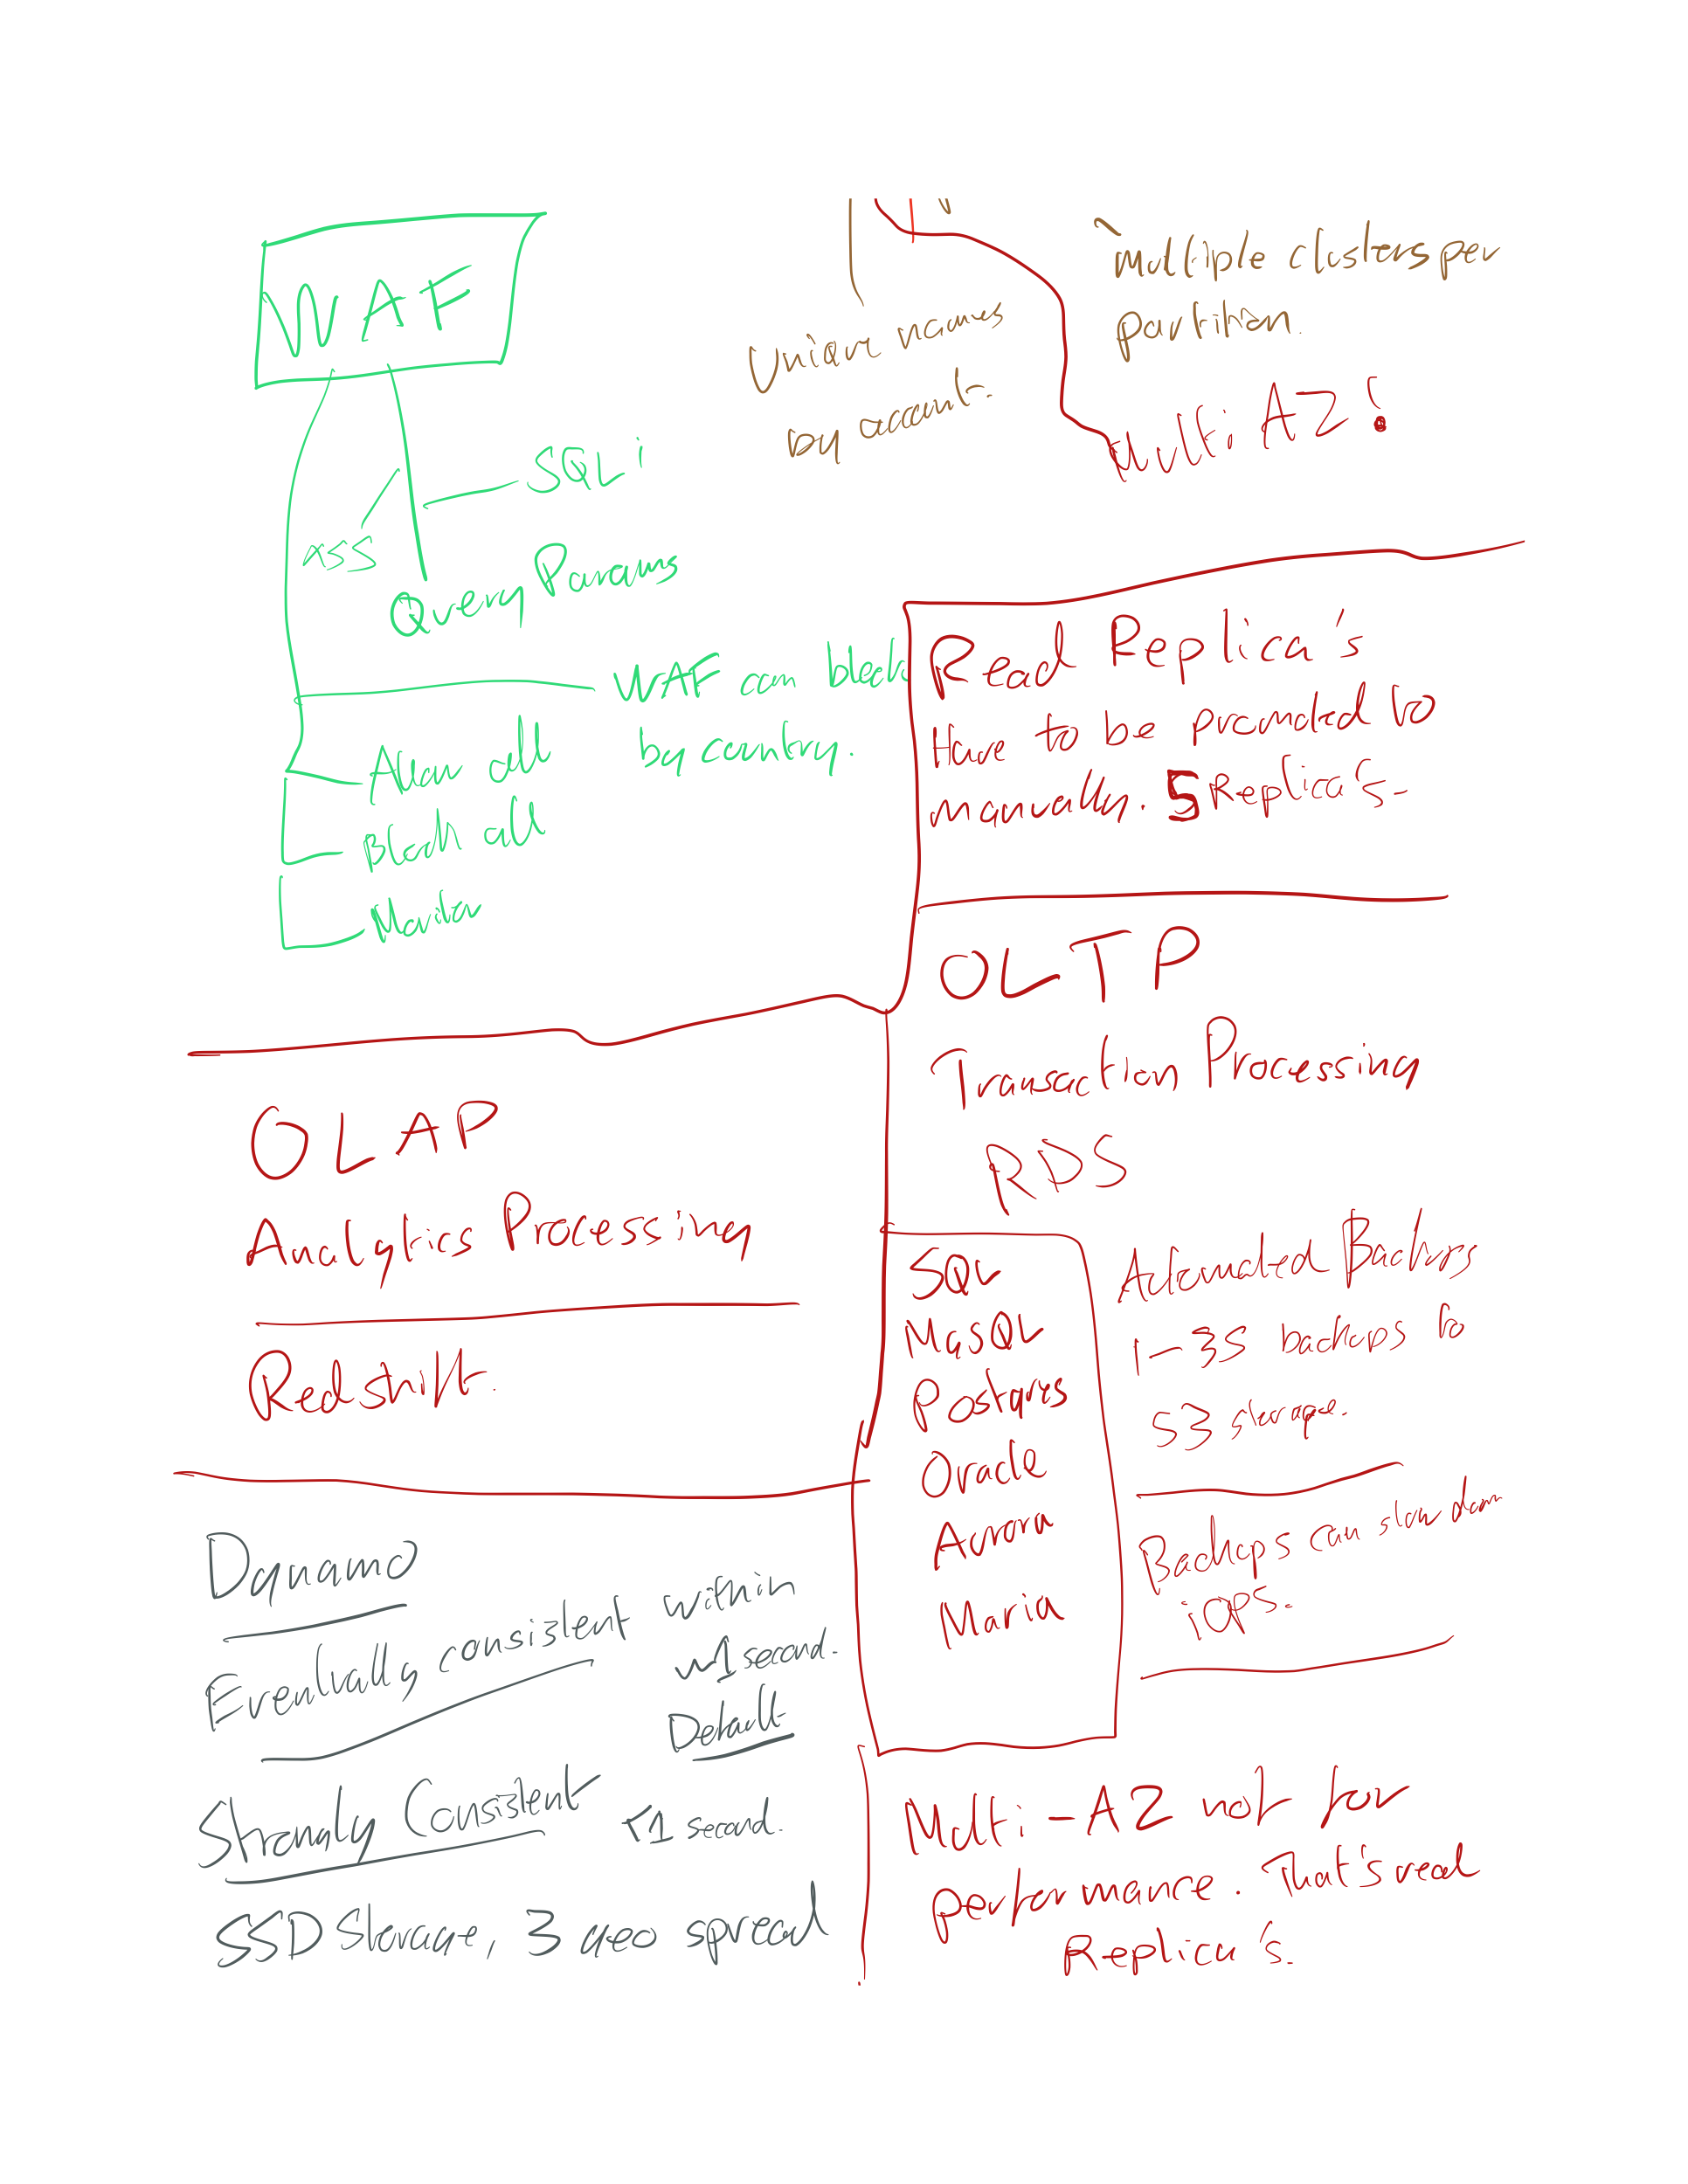 WAF
XSS
SQLi
Query Params
WAF can block
by country.
Allow all
Block all
Monitor
Unique names
by account.
Multiple clusters per
partition.
Multi AZ!
Read Replica's
Have to be promoted to
manually. 5 Replica's.
OLTP
Transaction Processing
RDS
SQL
MySQL
Postgres
Oracle
Aurora
Maria
Automated Backups
1-35 backups to
S3 storage.
Backups can slow down
iOPS.
Multi-AZ not for
performance. That's read
Replica's.
OLAP
Analytics Processing
Redshift.
Dynamo
Eventually consistent within
~1 second.
Default
Strongly Consistent <1 second.
SSD Storage, 3 geo spread